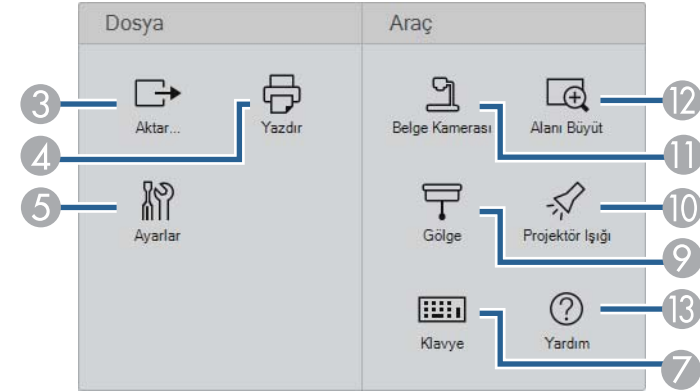 Dosya
Araç
3
Aktar...
Yazdır
Belge Kamerası
Alanı Büyüt
12
4
11
5
Ayarlar
Gölge
Projektör Işığı
10
9
Klavye
Yardım
13
7